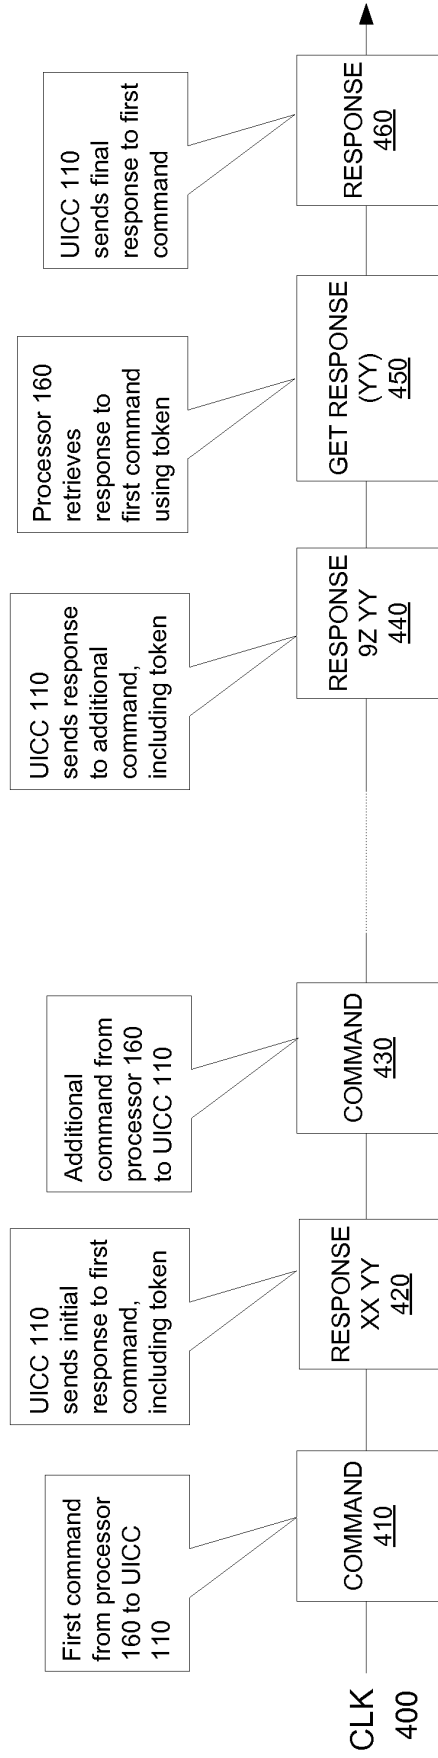 CLK
400
First command
from processor
160 to UICC
110
COMMAND
410
UICC 110
sends initial
response to first
command,
including token
RESPONSE
XX YY
420
Additional
command from
processor 160
to UICC 110
COMMAND
430
UICC 110
sends response
to additional
command,
including token
RESPONSE
9Z YY
440
Processor 160
retrieves
response to
first command
using token
GET RESPONSE
(YY)
450
UICC 110
sends final
response to first
command
RESPONSE
460